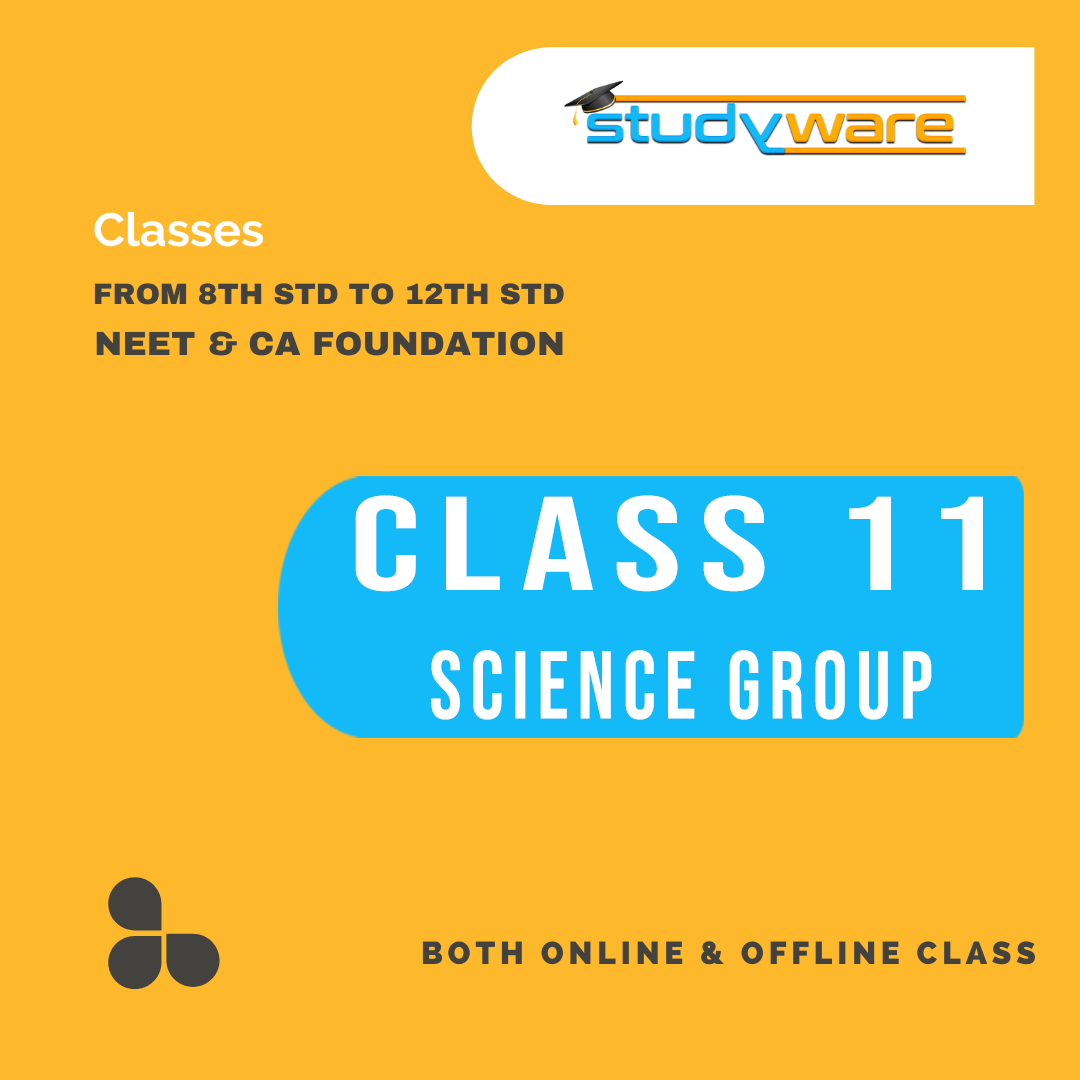 studyware
Classes
FROM 8TH STD TO 12TH STD
NEET & CA FOUNDATION
CLASS 11
SCIENCE GROUP
BOTH ONLINE & OFFLINE CLASS